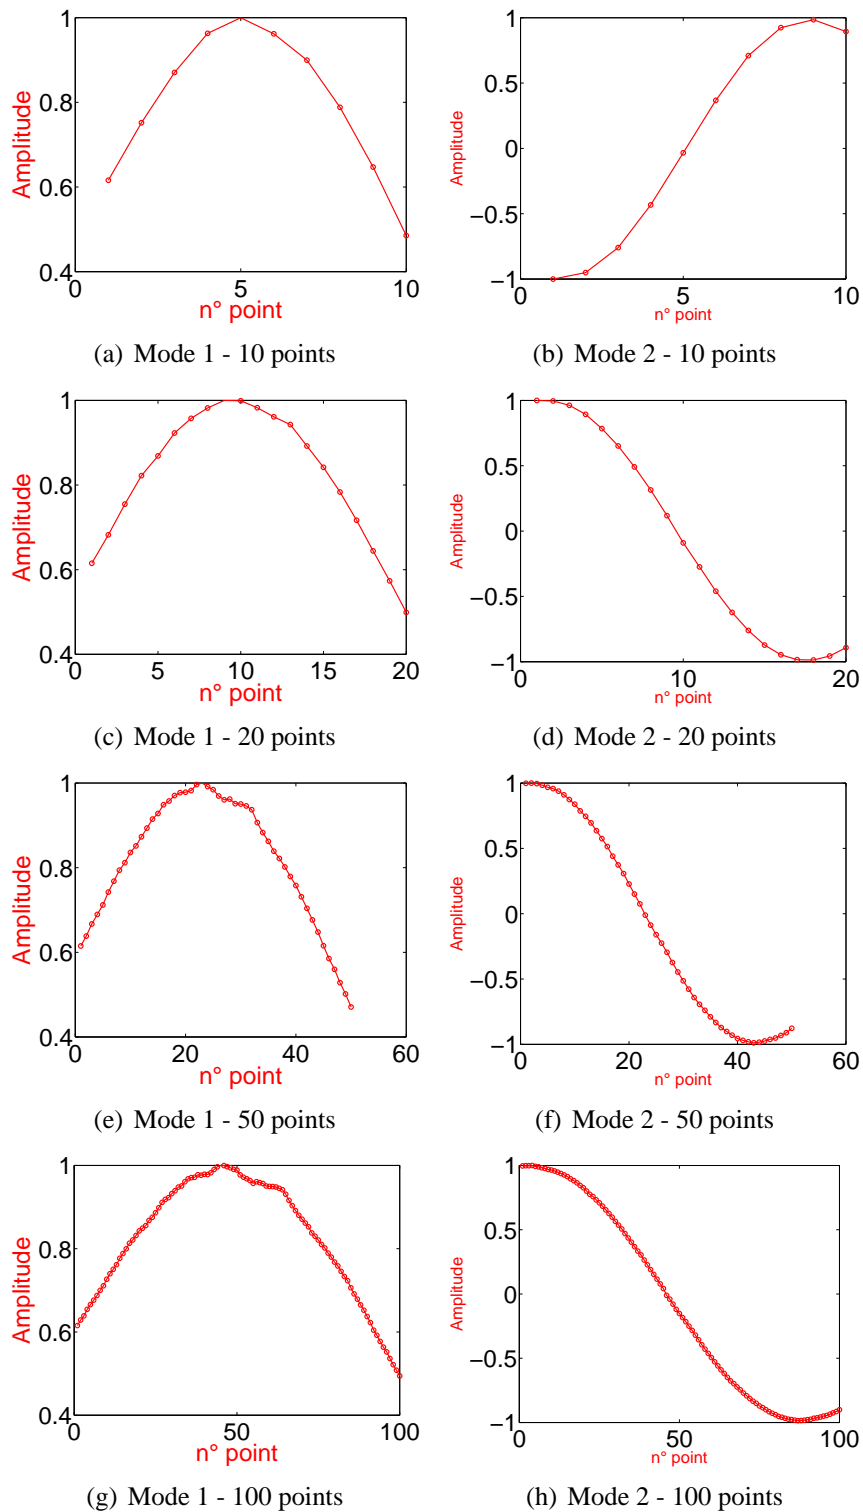 1
0.8
0.6
0.4
0
5
10
Amplitude
n° point
(a) Mode 1 - 10 points
1
0.5
0
−0.5
−1
0
5
10
Amplitude
n° point
(b) Mode 2 - 10 points
1
0.8
0.6
0.4
0
5
10
15
20
Amplitude
n° point
(c) Mode 1 - 20 points
1
0.5
0
−0.5
−1
0
10
20
Amplitude
n° point
(d) Mode 2 - 20 points
1
0.8
0.6
0.4
0
20
40
60
Amplitude
n° point
(e) Mode 1 - 50 points
1
0.5
0
−0.5
−1
0
20
40
60
Amplitude
n° point
(f) Mode 2 - 50 points
1
0.8
0.6
0.4
0
50
100
Amplitude
n° point
(g) Mode 1 - 100 points
1
0.5
0
−0.5
−1
0
50
100
Amplitude
n° point
(h) Mode 2 - 100 points